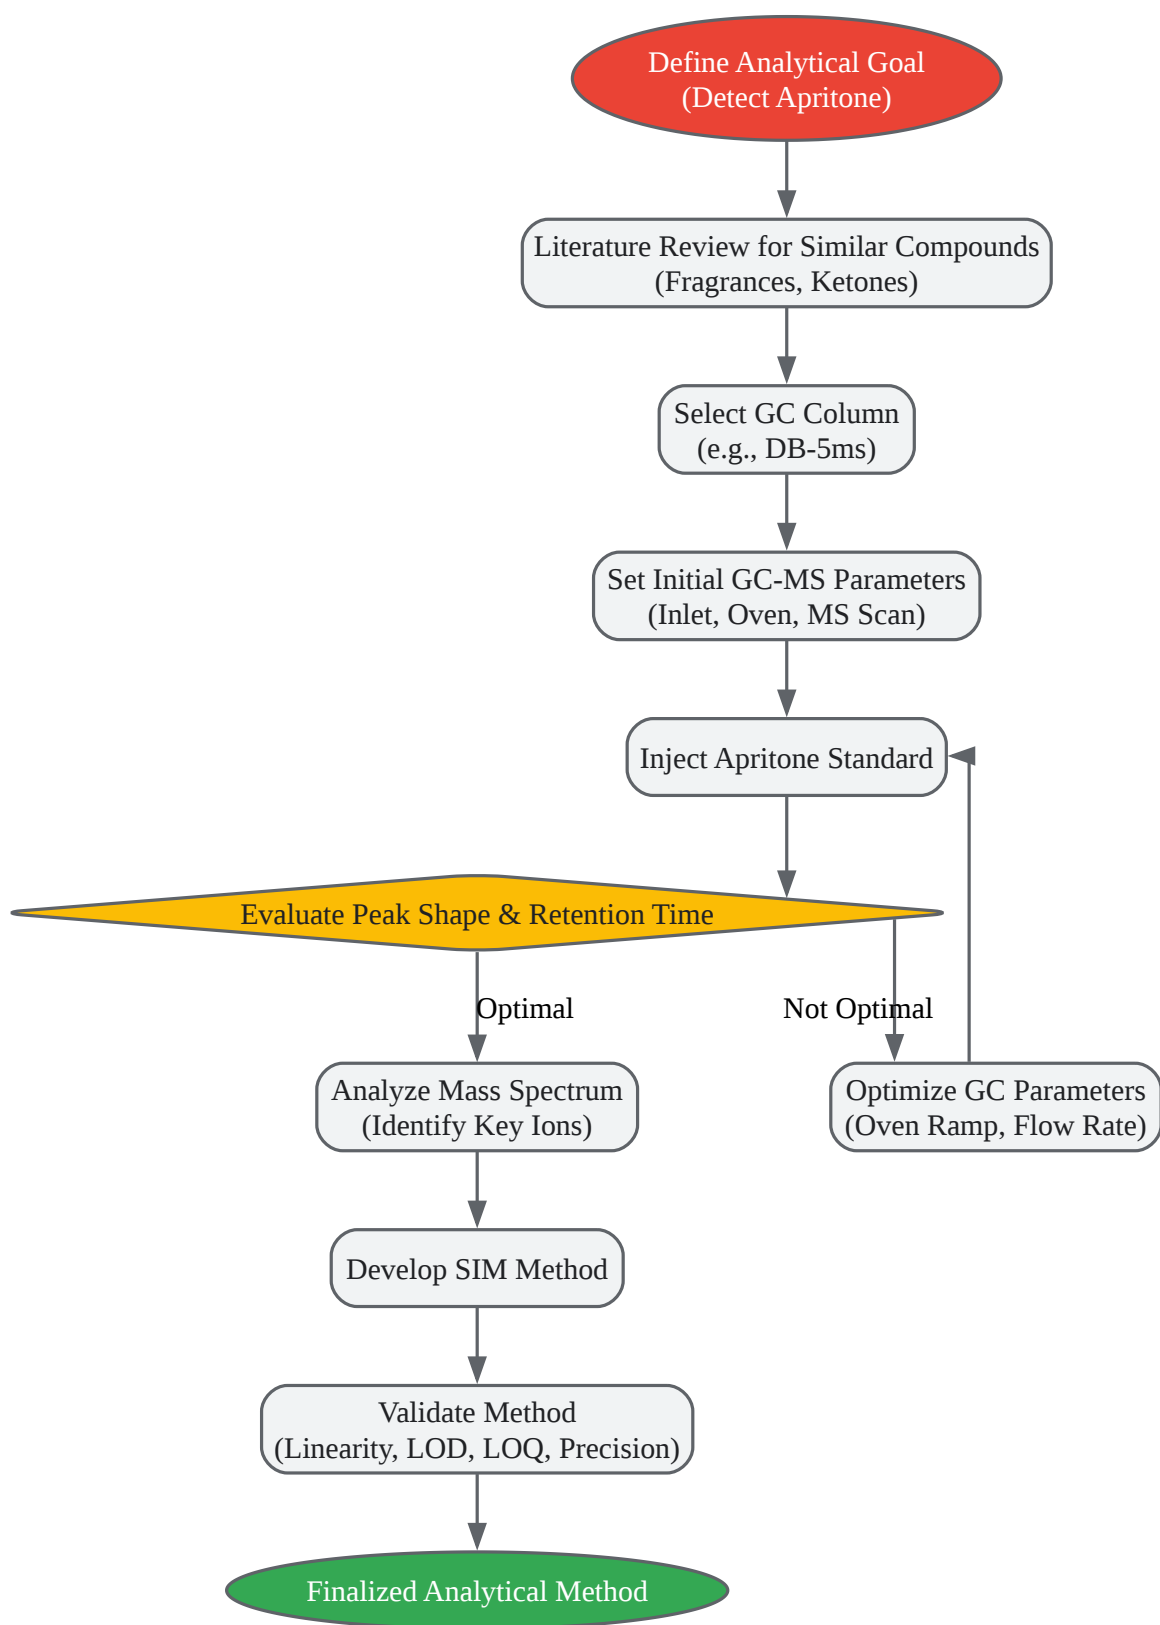 Define Analytical Goal
(Detect Apritone)
Literature Review for Similar Compounds
(Fragrances, Ketones)
Select GC Column
(e.g., DB-5ms)
Set Initial GC-MS Parameters
(Inlet, Oven, MS Scan)
Inject Apritone Standard
Evaluate Peak Shape & Retention Time
Optimal
Not Optimal
Analyze Mass Spectrum
(Identify Key Ions)
Optimize GC Parameters
(Oven Ramp, Flow Rate)
Develop SIM Method
Validate Method
(Linearity, LOD, LOQ, Precision)
Finalized Analytical Method